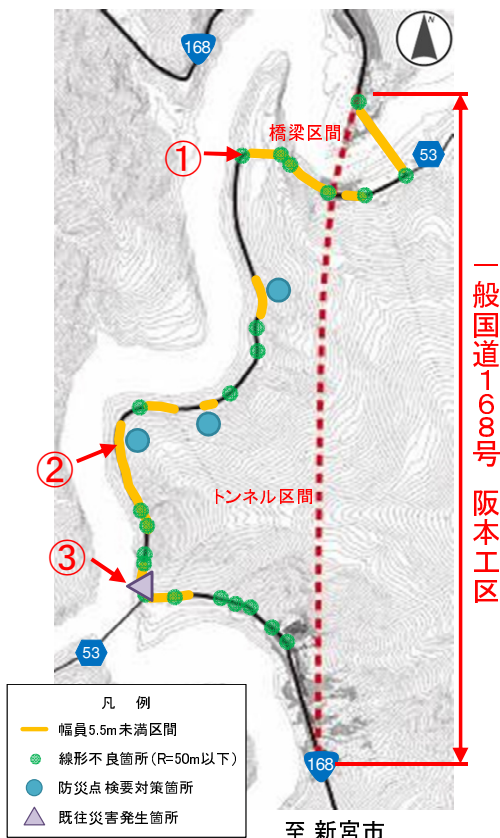 N
168
橋梁区間
①
53
一般国道168号 阪本工区
②
トンネル区間
③
53
168
凡 例
幅員5.5m未満区間
線形不良箇所(R=50m以下)
防災点検要対策箇所
既往災害発生箇所
至 新宮市